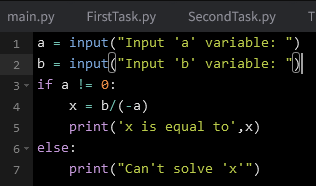 main.py FirstTask.py SecondTask.py T
1 a = input("Input 'a' variable: ")
2 b = input("Input 'b' variable: ")
3 if a != 0:
4 x = b/(-a)
5 print('x is equal to',x)
6 else:
7 print("Can't solve 'x'")